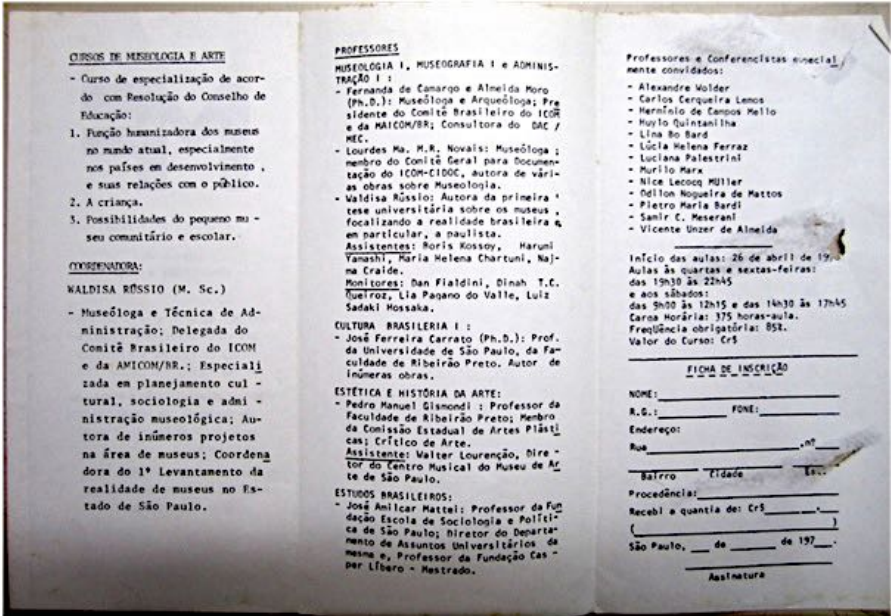 CURSOS DE MUSEOLOGIA E ARTE
- Curso de especialização de acor-
do com Resolução do Conselho de
Educação:
1. Função humanizadora dos museus
no mundo atual, especialmente
nos países em desenvolvimento ,
e suas relações com o público.
2. A criança.
3. Possibilidades do pequeno mu -
seu comunitário e escolar.
COORDENADORA:
WALDISA RÚSSIO (M. Sc.)
- Museóloga e Técnica de Ad-
ministração; Delegada do
Comitê Brasileiro do ICOM
e da AMICOM/BR.; Especiali
zada em planejamento cul -
tural, sociologia e admi -
nistração museológica; Au-
tora de inúmeros projetos
na área de museus; Coordena
dora do 1º Levantamento da
realidade de museus no Es-
tado de São Paulo.
PROFESSORES
MUSEOLOGIA I, MUSEOGRAFIA I e ADMINIS-
TRAÇÃO I :
- Fernanda de Camargo e Almeida Moro
(Ph.D.): Museóloga e Arqueóloga; Pre
sidente do Comitê Brasileiro do ICOM
e da MAICOM/BR; Consultora do DAC /
MEC.
- Lourdes Ma. M.R. Novais: Museóloga ;
membro do Comitê Geral para Documen-
tação do ICOM-CIDOC, autora de vári-
as obras sobre Museologia.
- Valdisa Rússio: Autora da primeira '
tese universitária sobre os museus ,
focalizando a realidade brasileira e,
em particular, a paulista.
Assistentes: Boris Kossoy, Harumi
Yamashi, Maria Helena Chartuni, Naj-
ma Craide.
Monitores: Dan Fialdini, Dinah T.C.
Queiroz, Lia Pagano do Valle, Luiz
Sadaki Hossaka.
CULTURA BRASILERIA I :
- José Ferreira Carrato (Ph.D.): Prof.
da Universidade de São Paulo, da Fa-
culdade de Ribeirão Preto. Autor de
inúmeras obras.
ESTÉTICA E HISTÓRIA DA ARTE:
- Pedro Manuel Gismondi : Professor da
Faculdade de Ribeirão Preto; Membro
da Comissão Estadual de Artes Plásti
cas; Crítico de Arte.
Assistente: Walter Lourenção, Dire -
tor do Centro Musical do Museu de Ar
te de São Paulo.
ESTUDOS BRASILEIROS:
- José Amilcar Mattei: Professor da Fun
dação Escola de Sociologia e Políti-
ca de São Paulo; Diretor do Departa-
mento de Assuntos Universitários da
mesma e, Professor da Fundação Cas -
per Líbero - Mestrado.
Professores e Conferencistas especial
mente convidados:
- Alexandre Wolder
- Carlos Cerqueira Lemos
- Hermínio de Campos Mello
- Huylo Quintanilha
- Lina Bo Bard
- Lúcia Helena Ferraz
- Luciana Palestrini
- Murilo Marx
- Nice Lecocq Müller
- Odilon Nogueira de Mattos
- Pietro Maria Bardi
- Samir C. Meserani
- Vicente Unzer de Almeida
Início das aulas: 26 de abril de
Aulas às quartas e sextas-feiras:
das 19h30 às 22h45
e aos sábados:
das 9h00 às 12h15 e das 14h30 às 17h45
Carga Horária: 375 horas-aula.
Freqüência obrigatória: 85%.
Valor do Curso: Cr$
FICHA DE INSCRIÇÃO
NOME:
R.G.: FONE:
Endereço:
Rua ,nº
Bairro Cidade
Procedência:
Recebi a quantia de: Cr$ ,
( )
São Paulo, de de 197 .
Assinatura